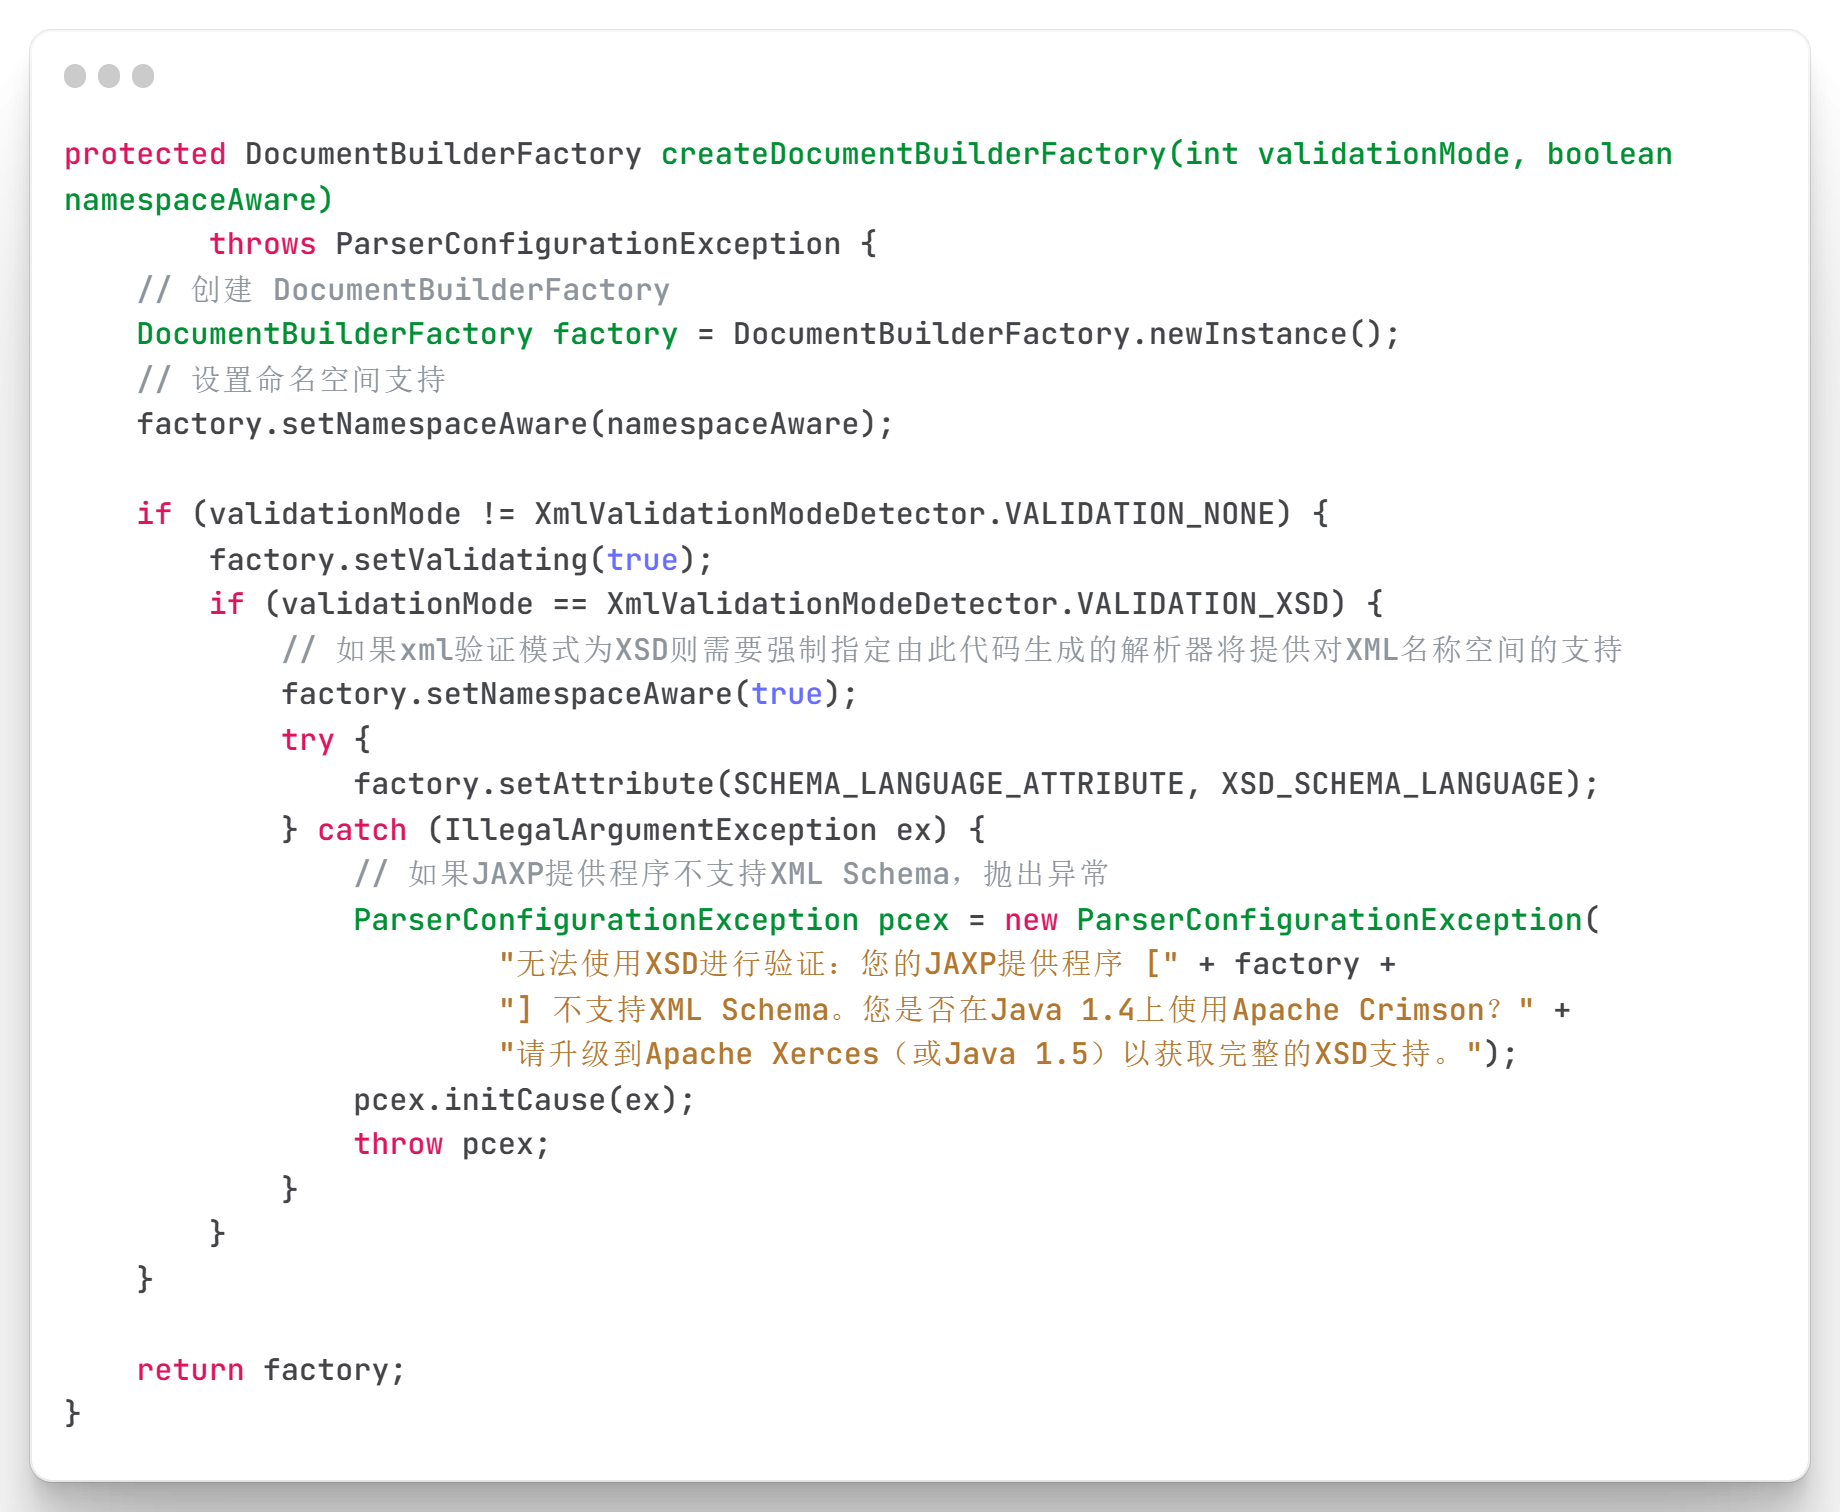 protected DocumentBuilderFactory createDocumentBuilderFactory(int validationMode, boolean
namespaceAware)
        throws ParserConfigurationException {
    // 创建 DocumentBuilderFactory
    DocumentBuilderFactory factory = DocumentBuilderFactory.newInstance();
    // 设置命名空间支持
    factory.setNamespaceAware(namespaceAware);

    if (validationMode != XmlValidationModeDetector.VALIDATION_NONE) {
        factory.setValidating(true);
        if (validationMode == XmlValidationModeDetector.VALIDATION_XSD) {
            // 如果xml验证模式为XSD则需要强制指定由此代码生成的解析器将提供对XML名称空间的支持
            factory.setNamespaceAware(true);
            try {
                factory.setAttribute(SCHEMA_LANGUAGE_ATTRIBUTE, XSD_SCHEMA_LANGUAGE);
            } catch (IllegalArgumentException ex) {
                // 如果JAXP提供程序不支持XML Schema，抛出异常
                ParserConfigurationException pcex = new ParserConfigurationException(
                        "无法使用XSD进行验证：您的JAXP提供程序 [" + factory +
                        "] 不支持XML Schema。您是否在Java 1.4上使用Apache Crimson？" +
                        "请升级到Apache Xerces（或Java 1.5）以获取完整的XSD支持。");
                pcex.initCause(ex);
                throw pcex;
            }
        }
    }

    return factory;
}